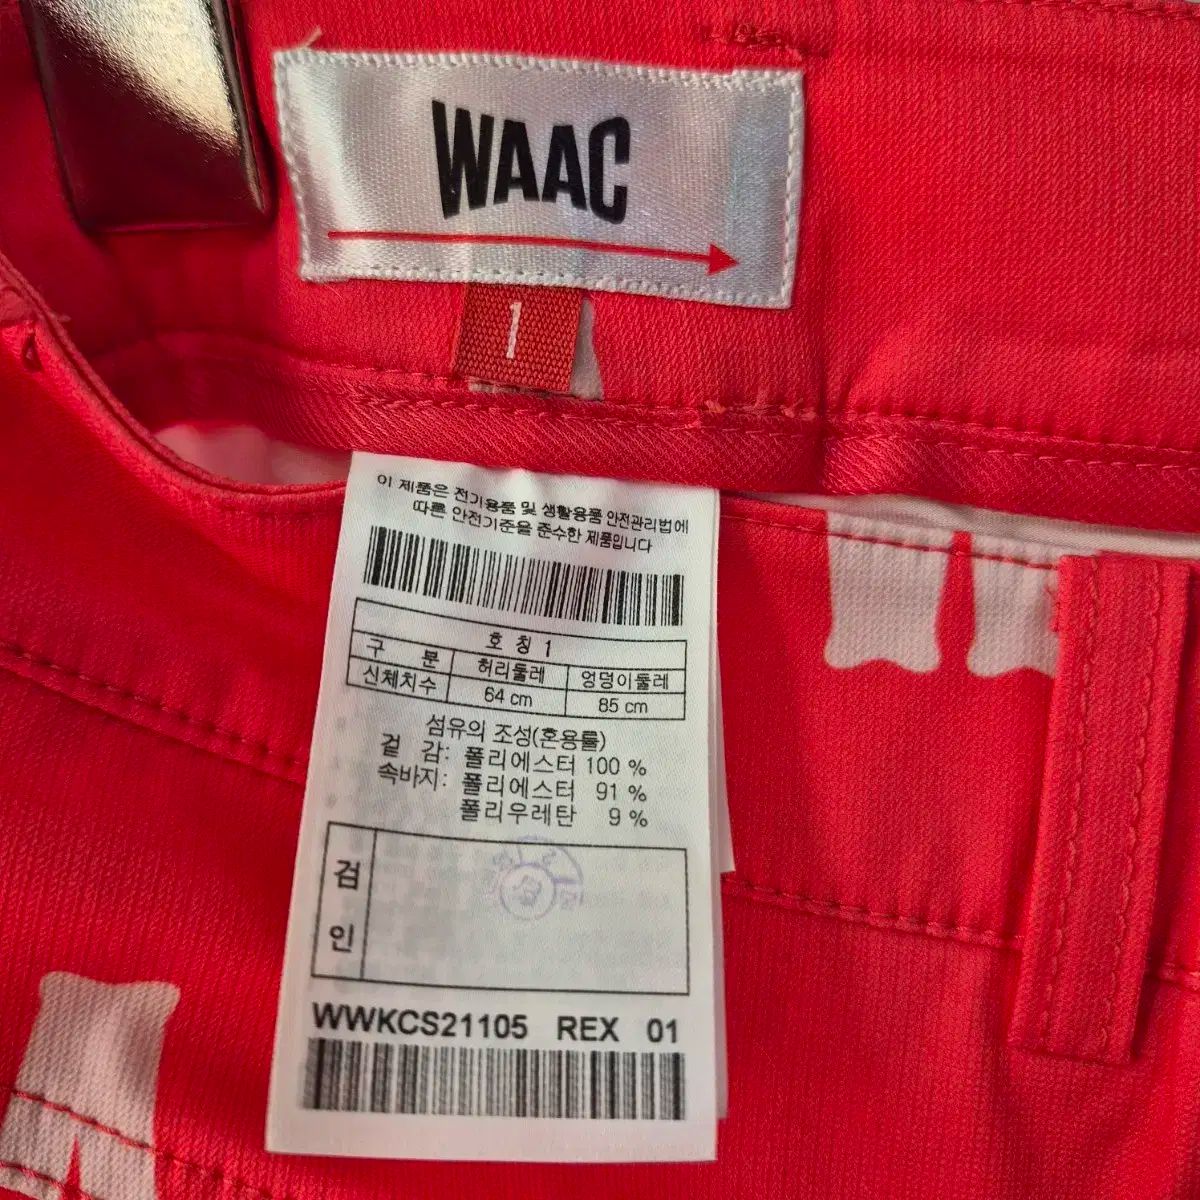 WAAC
1
이 제품은 전기용품 및 생활용품 안전관리법에
따른 안전기준을 준수한 제품입니다
호 칭 1
구 분 허리둘레 엉덩이둘레
신체치수 64 cm 85 cm
섬유의 조성(혼용률)
겉 감: 폴리에스터 100 %
속바지: 폴리에스터 91 %
폴리우레탄 9 %
검
인
WWKCS21105 REX 01